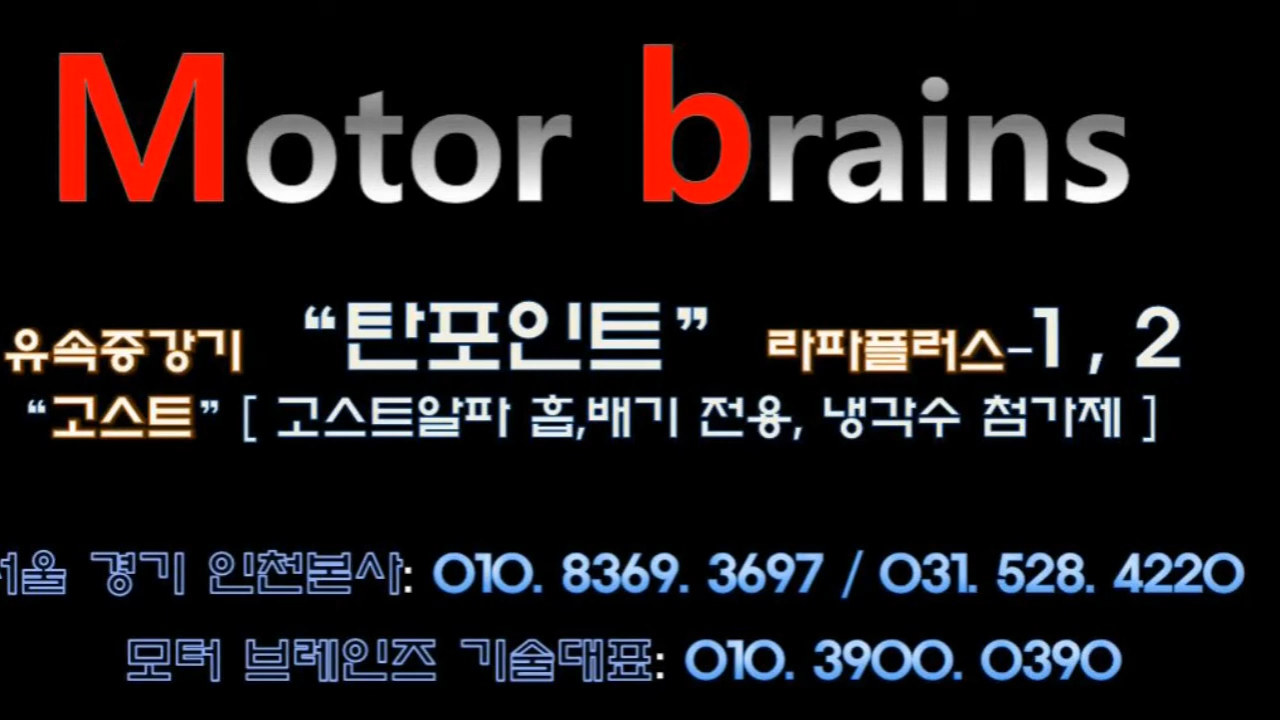 Motor brains
유속증강기 “탄포인트” 라파플러스-1 , 2
“고스트” [ 고스트알파 흡,배기 전용, 냉각수 첨가제 ]
서울 경기 인천본사: 010. 8369. 3697 / 031. 528. 4220
모터 브레인즈 기술대표: 010. 3900. 0390